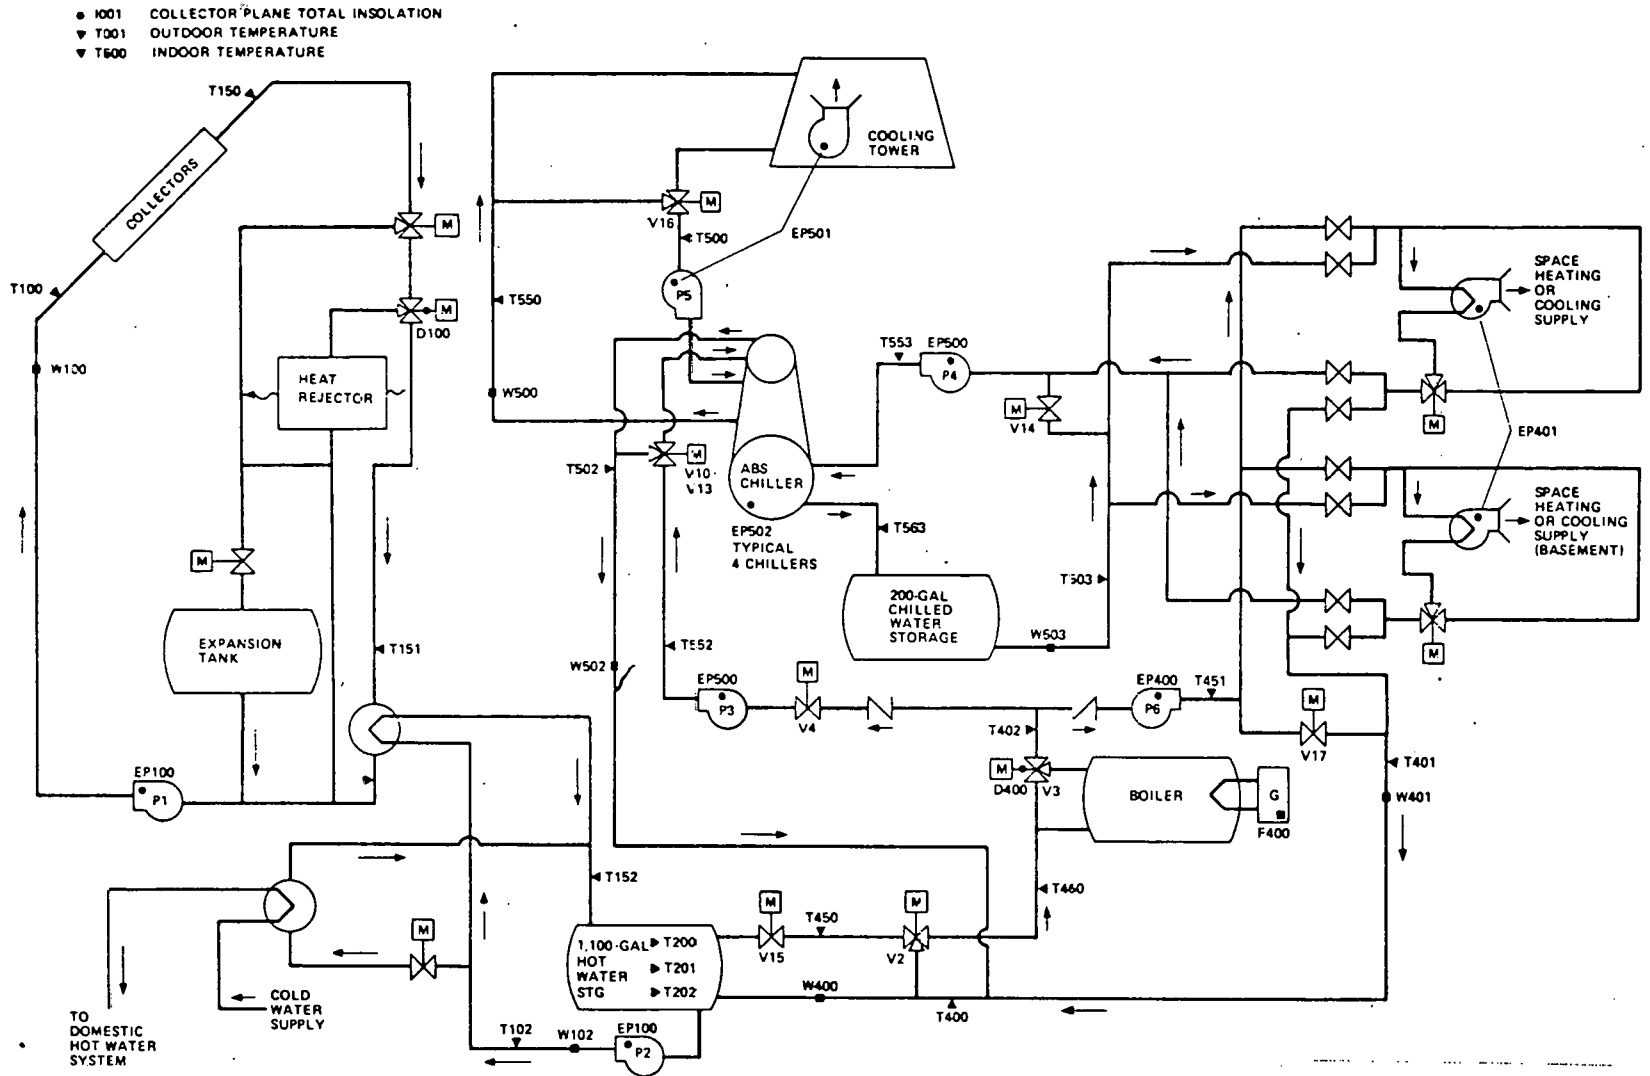 I001 COLLECTOR PLANE TOTAL INSOLATION
T001 OUTDOOR TEMPERATURE
T600 INDOOR TEMPERATURE
T150
COLLECTORS
T100
W100
M
M
D100
HEAT
REJECTOR
M
EXPANSION
TANK
T151
EP100
P1
COOLING
TOWER
V16
M
T500
EP501
P5
T550
W500
T502
M
V10
V13
ABS
CHILLER
EP502
TYPICAL
4 CHILLERS
T553
EP500
P4
M
V14
T563
200-GAL
CHILLED
WATER
STORAGE
W503
T503
SPACE
HEATING
OR
COOLING
SUPPLY
M
EP401
SPACE
HEATING
OR COOLING
SUPPLY
(BASEMENT)
M
W502
T552
EP500
P3
M
V4
T402
EP400
P6
T451
M
V17
T401
W401
M
D400
V3
BOILER
G
F400
T460
T152
M
V15
T450
M
V2
1,100-GAL
HOT
WATER
STG
T200
T201
T202
W400
T400
M
COLD
WATER
SUPPLY
TO
DOMESTIC
HOT WATER
SYSTEM
T102
W102
EP100
P2